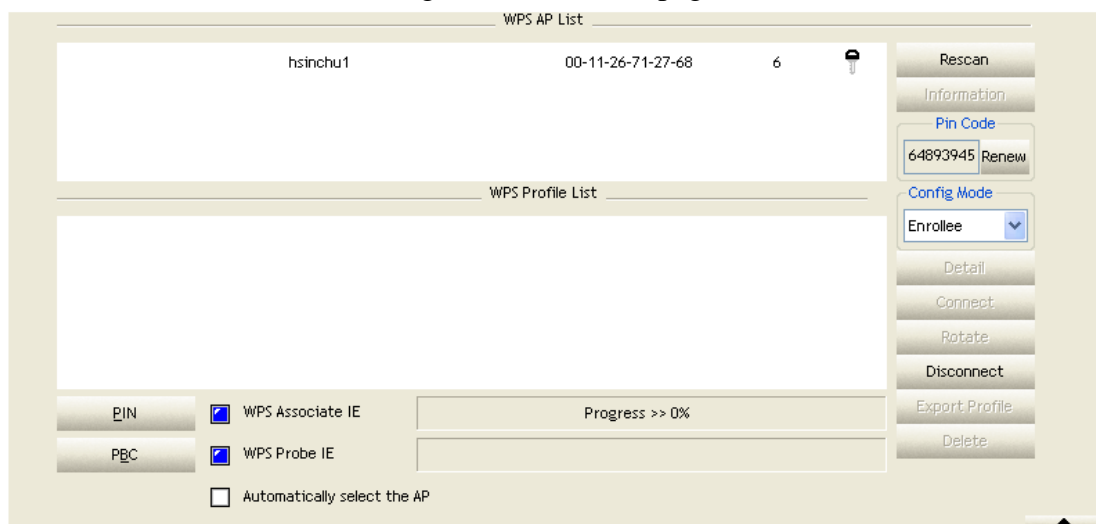 WPS AP List
hsinchu1 00-11-26-71-27-68 6
Rescan
Information
Pin Code
64893945 Renew
WPS Profile List
Config Mode
Enrollee
Detail
Connect
Rotate
Disconnect
Export Profile
Delete
PIN WPS Associate IE Progress >> 0%
PBC WPS Probe IE
Automatically select the AP